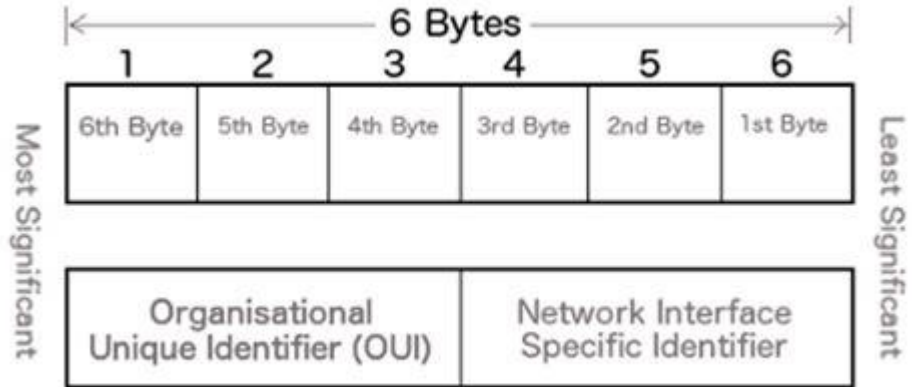 6 Bytes
1 2 3 4 5 6
Most Significant
6th Byte 5th Byte 4th Byte 3rd Byte 2nd Byte 1st Byte
Least Significant
Organisational
Unique Identifier (OUI)
Network Interface
Specific Identifier